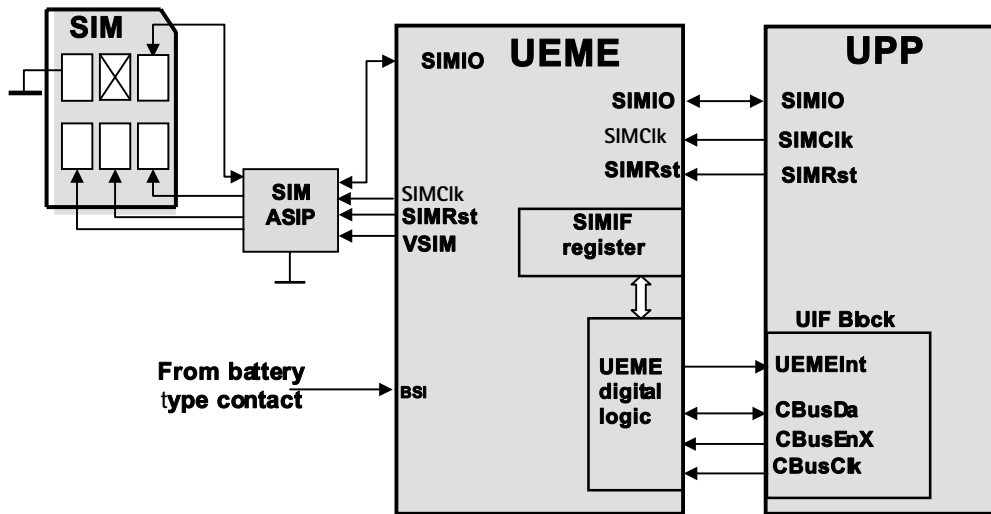 SIM
UEME
UPP
SIMIO
SIMIO
SIMIO
SIMClk
SIMClk
SIMRst
SIMRst
SIM
ASIP
SIMClk
SIMRst
VSIM
SIMIF
register
UIF Block
From battery
type contact
BSI
UEME
digital
logic
UEMEInt
CBusDa
CBusEnX
CBusClk